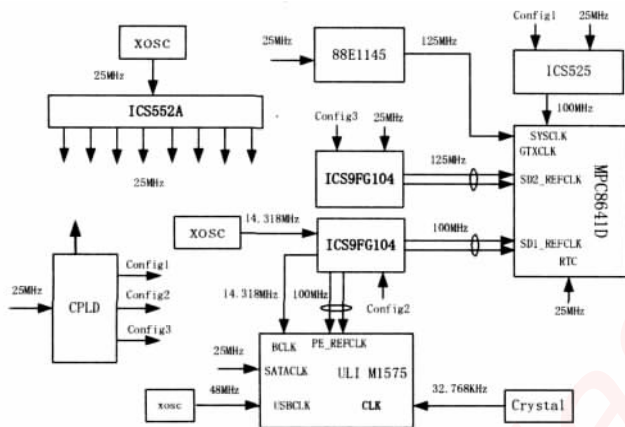 Config1
25MHz
xosc
25MHz
88E1145
125MHz
ICS525
25MHz
100MHz
ICS552A
Config3
25MHz
SYSCLK
GTXCLK
25MHz
ICS9FG104
125MHz
SD2_REFCLK
MPC8641D
xosc
14.318MHz
ICS9FG104
100MHz
SD1_REFCLK
RTC
25MHz
CPLD
Config1
Config2
Config3
14.318MHz
100MHz
Config2
25MHz
BCLK
PE_REFCLK
25MHz
SATACLK
ULI M1575
xosc
48MHz
USBCLK
CLK
32.768KHz
Crystal